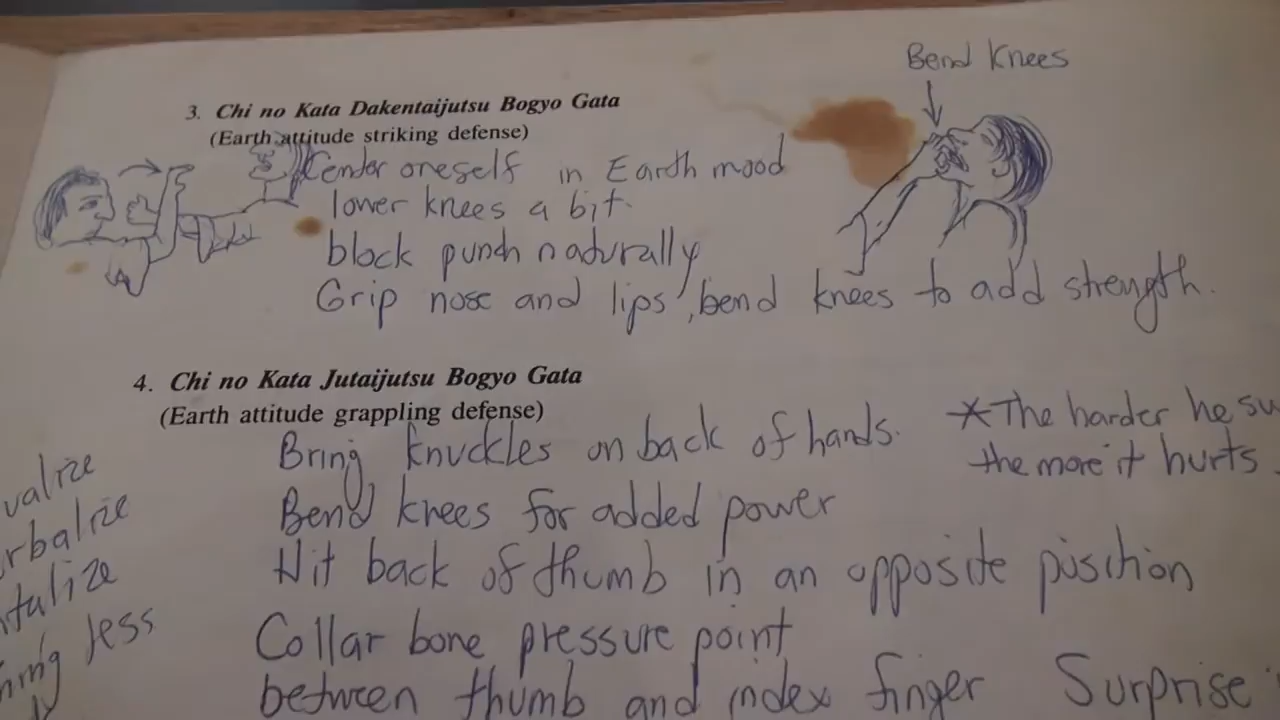 Bend Knees
3. Chi no Kata Dakentaijutsu Bogyo Gata
(Earth attitude striking defense)
Center oneself in Earth mood
lower knees a bit.
block punch naturally
Grip nose and lips, bend knees to add strength.
4. Chi no Kata Jutaijutsu Bogyo Gata
(Earth attitude grappling defense)
*The harder he
the more it hurts.
Bring knuckles on back of hands.
Bend knees for added power
Hit back of thumb in an opposite position
Collar bone pressure point
between thumb and index finger Surprise
valize
rbalize
talize
less